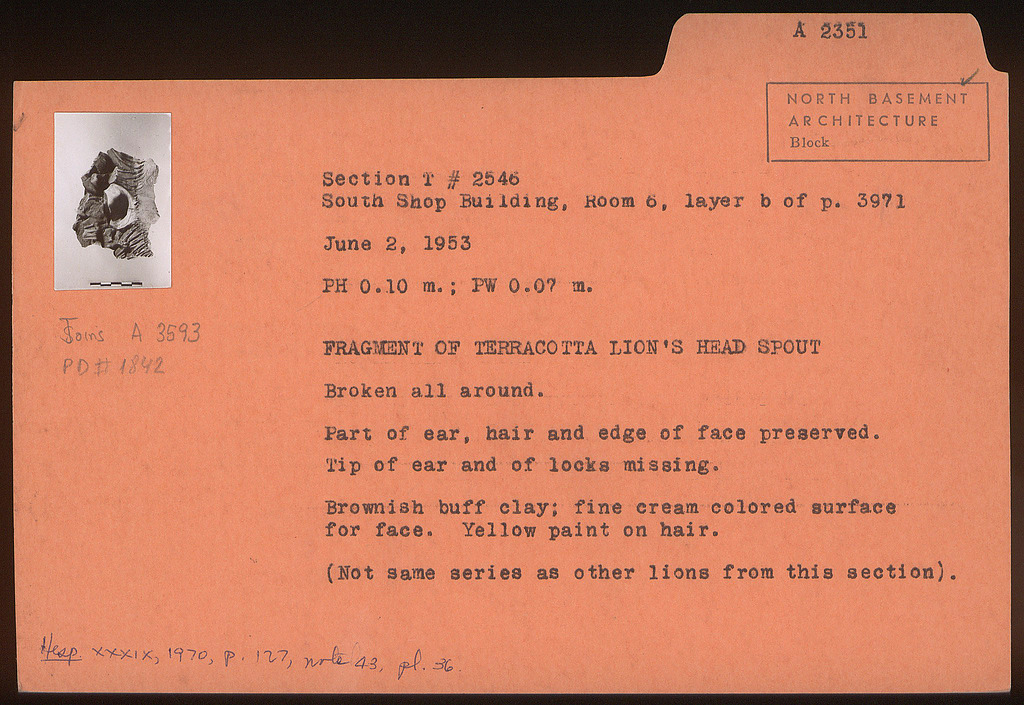 A 2351
NORTH BASEMENT
ARCHITECTURE
Block
Section T # 2546
South Shop Building, Room 6, layer b of p. 3971
June 2, 1953
PH 0.10 m.; PW 0.07 m.
Joins A 3593
PD # 1842
FRAGMENT OF TERRACOTTA LION'S HEAD SPOUT
Broken all around.
Part of ear, hair and edge of face preserved.
Tip of ear and of locks missing.
Brownish buff clay; fine cream colored surface
for face. Yellow paint on hair.
(Not same series as other lions from this section).
Hesp. XXXIX, 1970, p. 127, note 43, pl. 36.